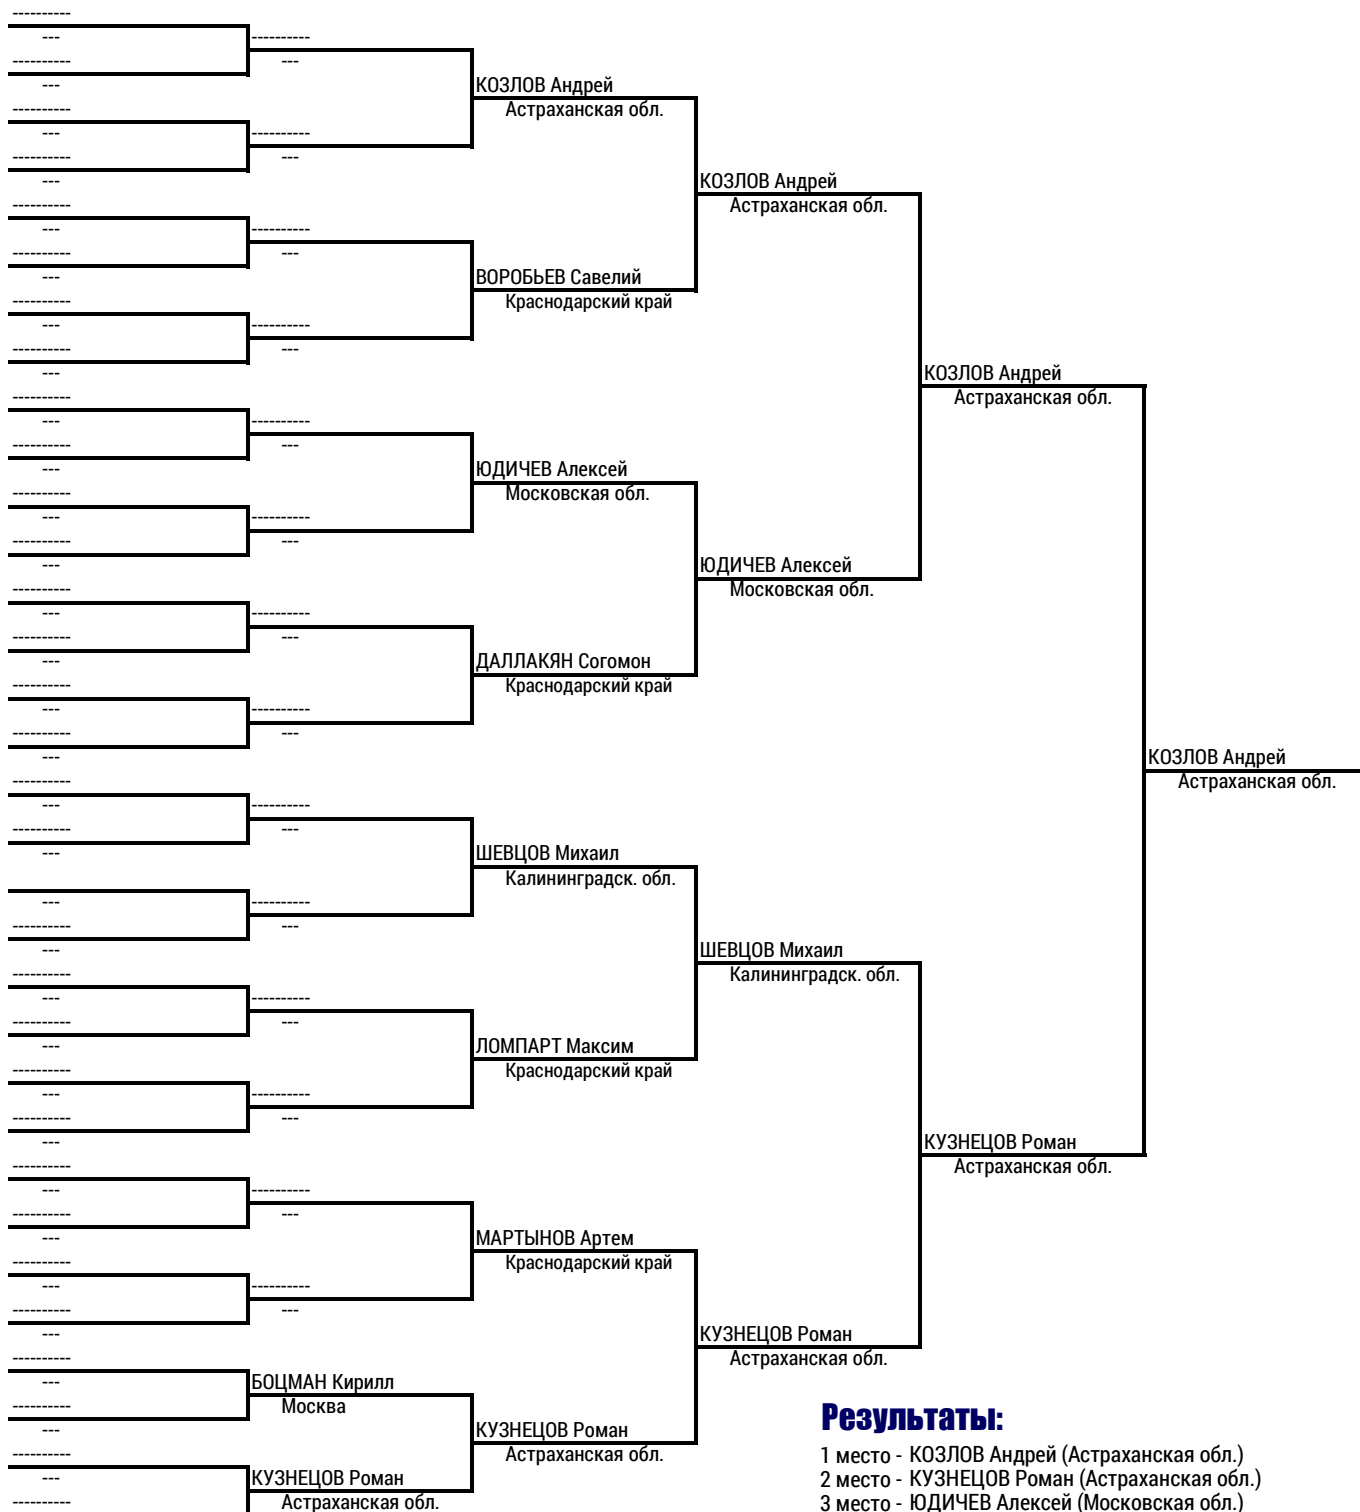 ----------
---
----------
---
----------
---
----------
---
----------
---
----------
---
----------
---
----------
---
----------
---
----------
---
----------
---
----------
---
----------
---
----------
---
----------
---
----------
---
----------
---
----------
---
---
----------
---
----------
---
----------
---
----------
---
----------
---
----------
---
----------
---
----------
---
----------
---
----------
---
----------
---
----------
---
----------
---
----------
----------
---
----------
---
----------
---
----------
---
----------
---
----------
---
----------
---
----------
---
----------
---
----------
---
----------
---
----------
---
----------
---
----------
---
БОЦМАН Кирилл
Москва
КУЗНЕЦОВ Роман
Астраханская обл.
КОЗЛОВ Андрей
Астраханская обл.
ВОРОБЬЕВ Савелий
Краснодарский край
ЮДИЧЕВ Алексей
Московская обл.
ДАЛЛАКЯН Согомон
Краснодарский край
ШЕВЦОВ Михаил
Калининградск. обл.
ЛОМПАРТ Максим
Краснодарский край
МАРТЫНОВ Артем
Краснодарский край
КУЗНЕЦОВ Роман
Астраханская обл.
КОЗЛОВ Андрей
Астраханская обл.
ЮДИЧЕВ Алексей
Московская обл.
ШЕВЦОВ Михаил
Калининградск. обл.
КУЗНЕЦОВ Роман
Астраханская обл.
КОЗЛОВ Андрей
Астраханская обл.
КУЗНЕЦОВ Роман
Астраханская обл.
КОЗЛОВ Андрей
Астраханская обл.
Результаты:
1 место - КОЗЛОВ Андрей (Астраханская обл.)
2 место - КУЗНЕЦОВ Роман (Астраханская обл.)
3 место - ЮДИЧЕВ Алексей (Московская обл.)